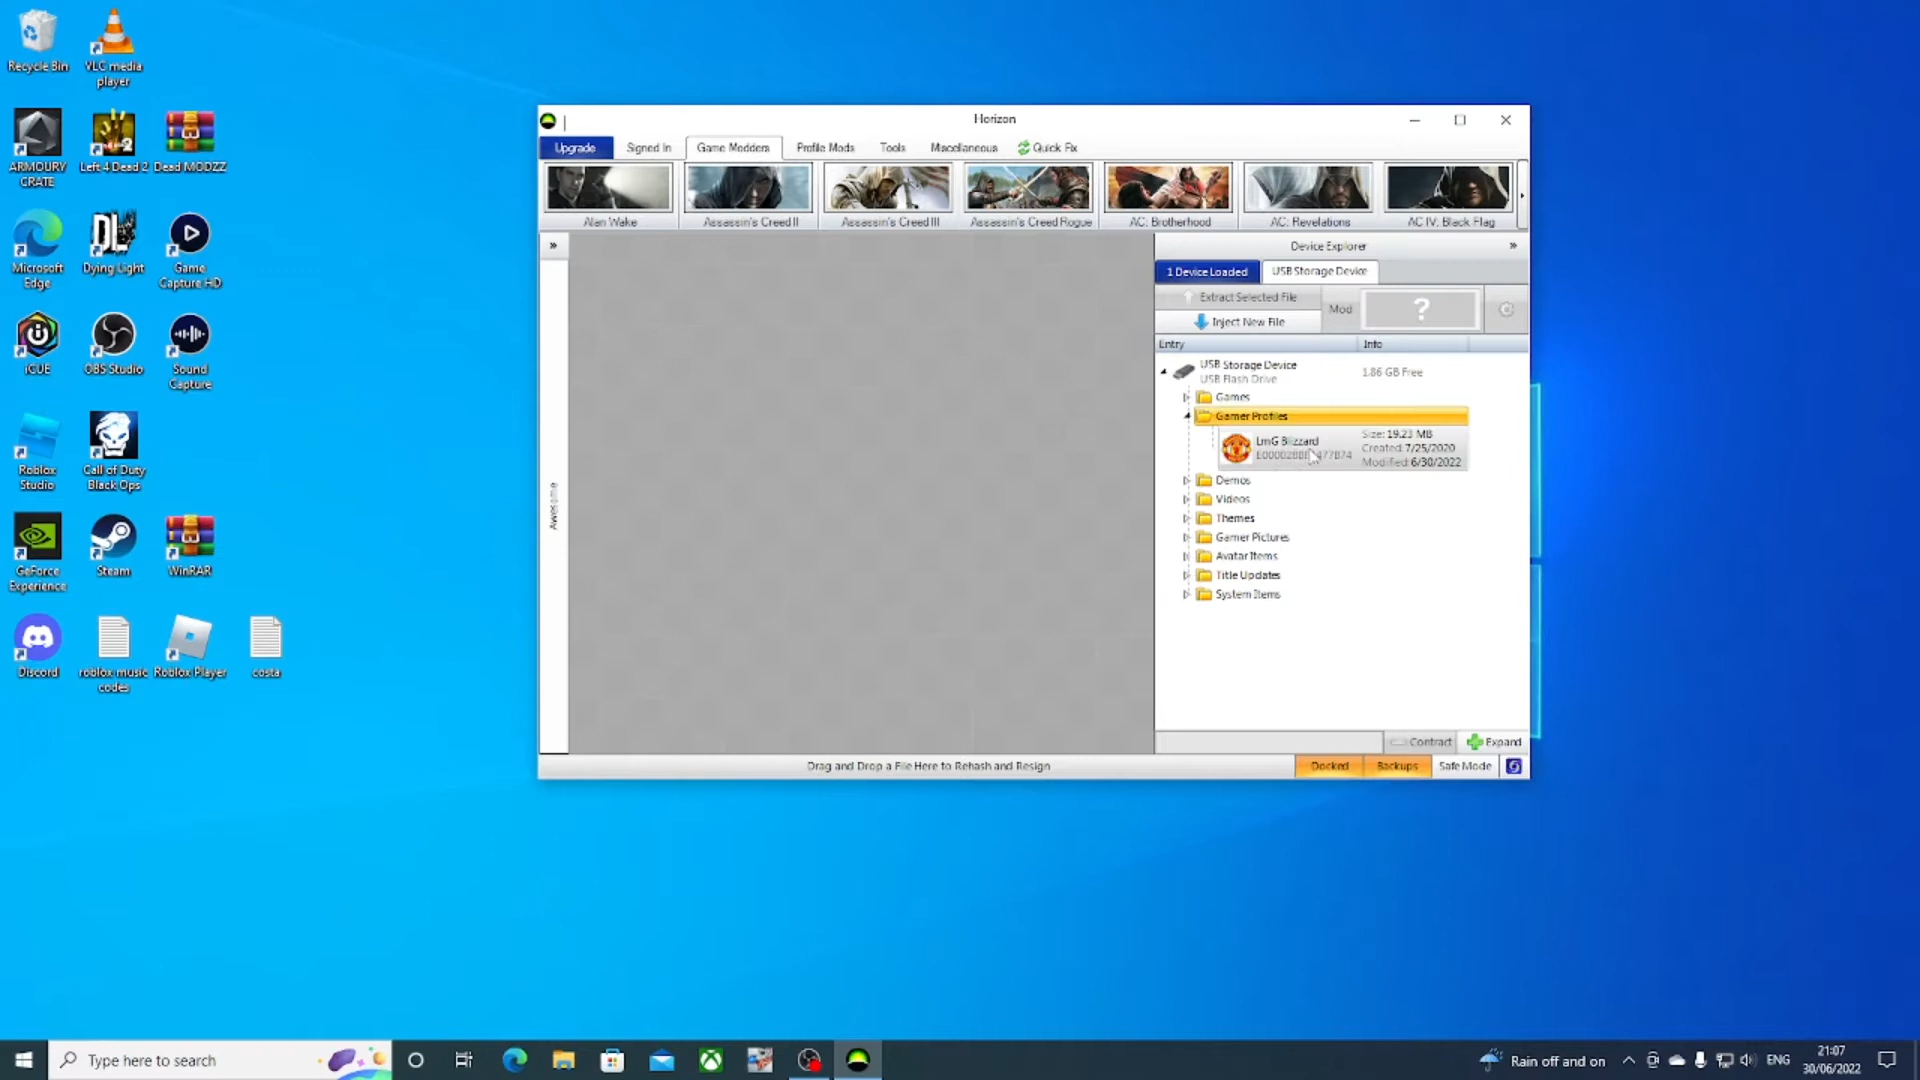 Recycle Bin
VLC media
player
ARMOURY
CRATE
Left 4 Dead 2
Dead MODZZ
Microsoft
Edge
Dying Light
Game
Capture HD
iCUE
OBS Studio
Sound
Capture
Roblox
Studio
Call of Duty
Black Ops
GeForce
Experience
Steam
WinRAR
Discord
roblox music
codes
Roblox Player
costa
Horizon
Upgrade
Signed In
Game Modders
Profile Mods
Tools
Miscellaneous
Quick Fix
Alan Wake
Assassin's Creed II
Assassin's Creed III
Assassin's Creed Rogue
AC: Brotherhood
AC: Revelations
AC IV: Black Flag
Device Explorer
1 Device Loaded
USB Storage Device
Extract Selected File
Inject New File
Mod
?
Entry
Info
USB Storage Device
USB Flash Drive
1.86 GB Free
Games
Gamer Profiles
LmG Blizzard
Size: 19.23 MB
Created: 7/25/2020
Modified: 6/30/2022
Demos
Videos
Themes
Gamer Pictures
Avatar Items
Title Updates
System Items
Awesome
Contract
Expand
Drag and Drop a File Here to Rehash and Resign
Docked
Backups
Safe Mode
Type here to search
Rain off and on
ENG
21:07
30/06/2022